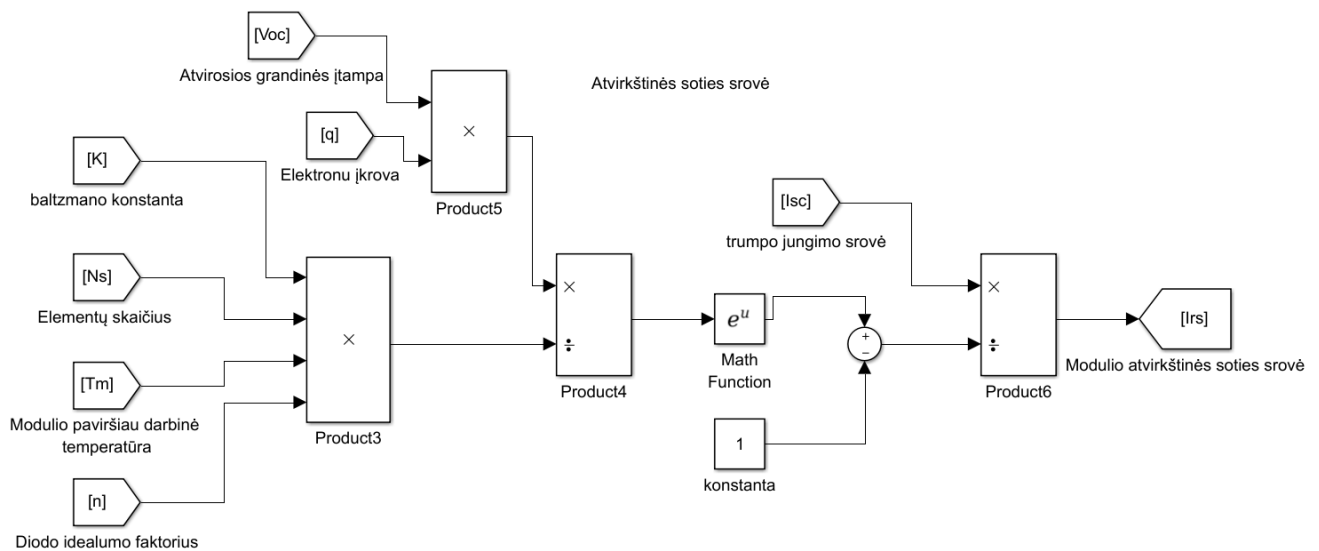 [Voc]
Atvirosios grandinės įtampa
Atvirkštinės soties srovė
×
[q]
Elektronu įkrova
Product5
[K]
baltzmano konstanta
[Isc]
trumpo jungimo srovė
[Ns]
Elementų skaičius
×
Product3
×
÷
Product4
e^u
Math
Function
+
−
×
÷
Product6
[Irs]
Modulio atvirkštinės soties srovė
[Tm]
Modulio paviršiau darbinė
temperatūra
1
konstanta
[n]
Diodo idealumo faktorius